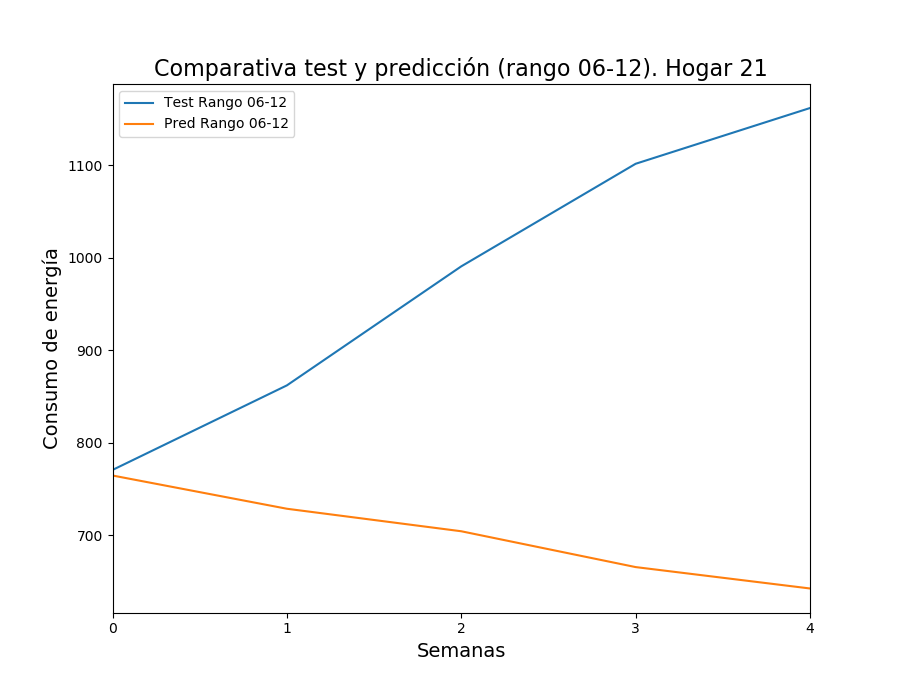 Comparativa test y predicción (rango 06-12). Hogar 21
Test Rango 06-12
Pred Rango 06-12
Consumo de energía
1100
1000
900
800
700
0 1 2 3 4
Semanas